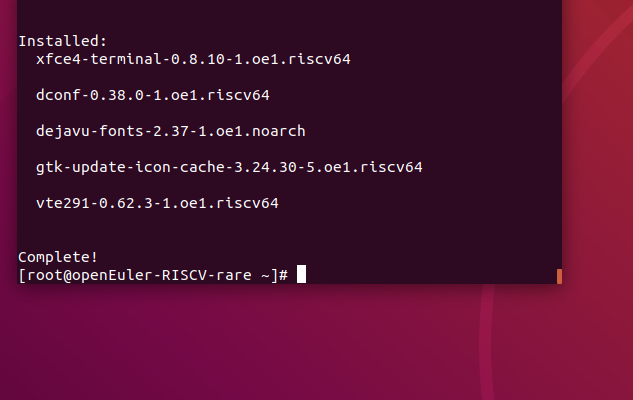 Installed:
xfce4-terminal-0.8.10-1.oe1.riscv64
dconf-0.38.0-1.oe1.riscv64
dejavu-fonts-2.37-1.oe1.noarch
gtk-update-icon-cache-3.24.30-5.oe1.riscv64
vte291-0.62.3-1.oe1.riscv64
Complete!
[root@openEuler-RISCV-rare ~]#